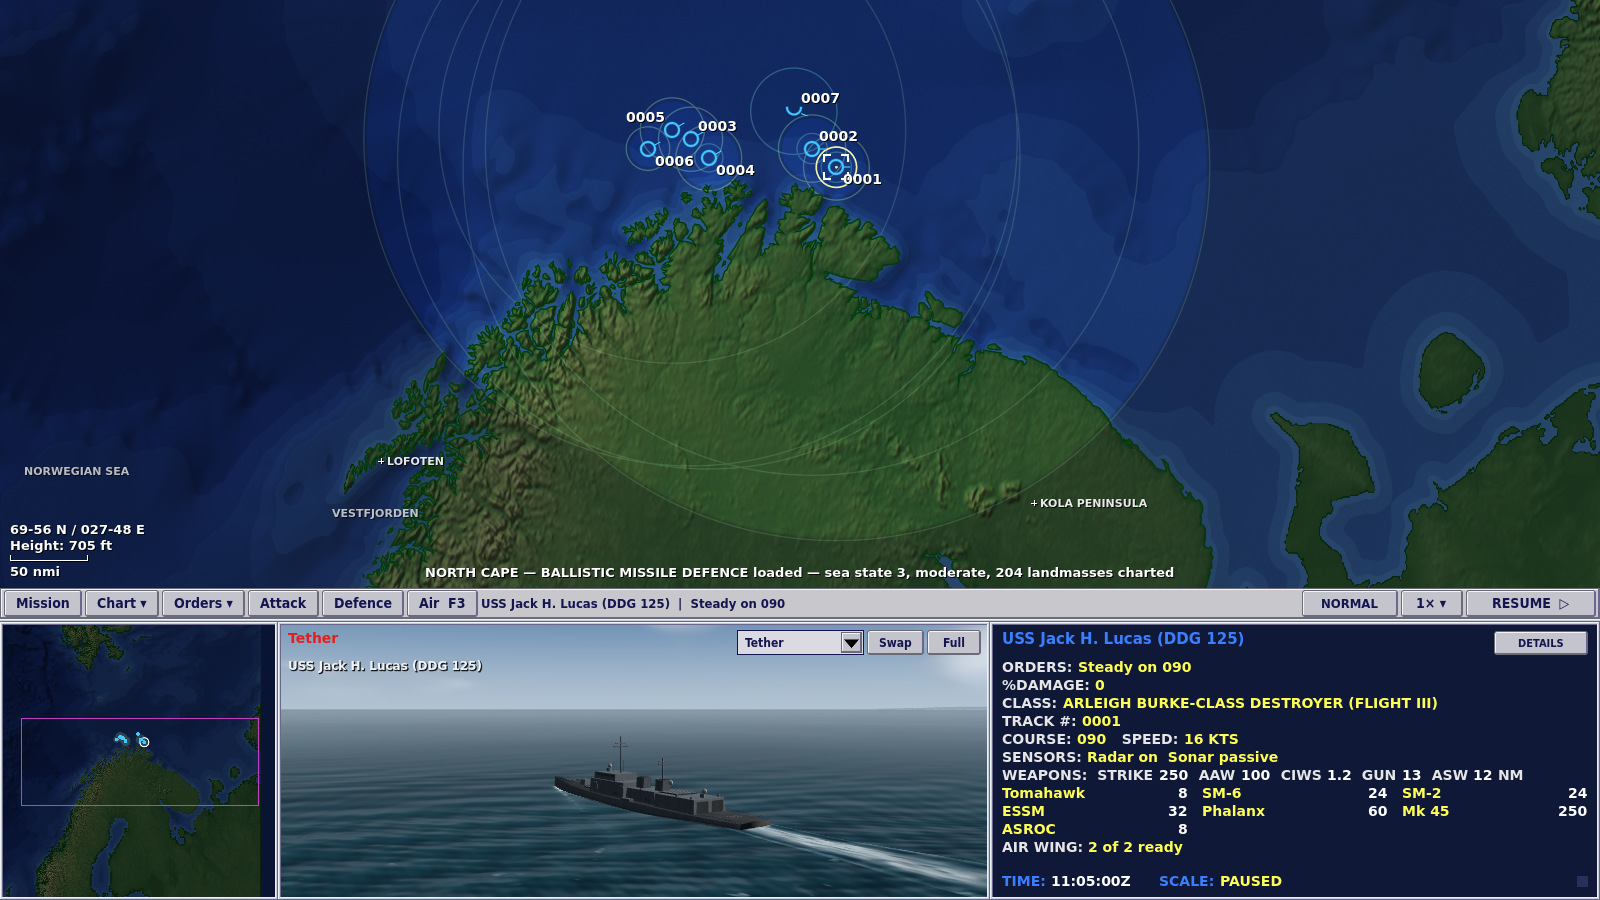 0007
0005
0003
0002
0006
0004
0001
+LOFOTEN
NORWEGIAN SEA
VESTFJORDEN
+KOLA PENINSULA
69-56 N / 027-48 E
Height: 705 ft
50 nmi
NORTH CAPE — BALLISTIC MISSILE DEFENCE loaded — sea state 3, moderate, 204 landmasses charted
Mission Chart ▾ Orders ▾ Attack Defence Air F3 USS Jack H. Lucas (DDG 125) | Steady on 090 NORMAL 1× ▾ RESUME ▷
Tether
USS Jack H. Lucas (DDG 125)
Tether Swap Full
USS Jack H. Lucas (DDG 125) DETAILS
ORDERS: Steady on 090
%DAMAGE: 0
CLASS: ARLEIGH BURKE-CLASS DESTROYER (FLIGHT III)
TRACK #: 0001
COURSE: 090 SPEED: 16 KTS
SENSORS: Radar on Sonar passive
WEAPONS: STRIKE 250 AAW 100 CIWS 1.2 GUN 13 ASW 12 NM
Tomahawk 8 SM-6 24 SM-2 24
ESSM 32 Phalanx 60 Mk 45 250
ASROC 8
AIR WING: 2 of 2 ready
TIME: 11:05:00Z SCALE: PAUSED